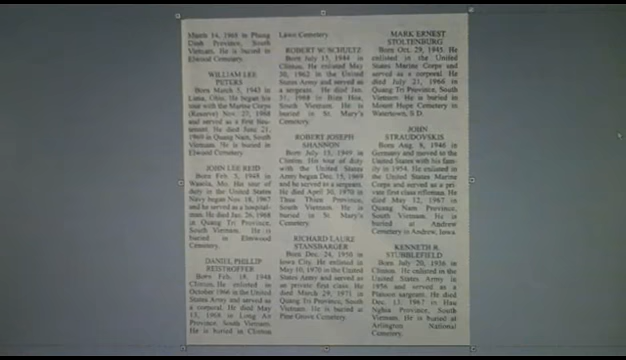 March 14, 1969 in Phong
Dinh Province, South
Vietnam. He is buried in
Elmwood Cemetery.
WILLIAM LEE
PETERS
Born March 5, 1943 in
Lima, Ohio. He began his
tour with the Marine Corps
(Reserve) Nov. 27, 1968
and served as a first lieu-
tenant. He died June 21,
1969 in Quang Nam, South
Vietnam. He is buried in
Elmwood Cemetery.
JOHN LEE REID
Born Feb. 3, 1948 in
Mo. His tour of
duty in the United States
Navy began Nov. 18, 1967
and he served as a hospital-
man. He died Jan. 26, 1968
in Quang Tri Province,
South Vietnam. He is
buried in Elmwood
Cemetery.
DANIEL PHILLIP
REISTROFFER
Born Feb. 18, 1948
Clinton. He enlisted in
October 1966 in the United
States Army and served as
a corporal. He died May
13, 1968 in Long An
Province, South Vietnam.
He is buried in Clinton
Lawn Cemetery.
ROBERT W. SCHULTZ
Born July 15, 1944 in
Clinton. He enlisted May
30, 1962 in the United
States Army and served as
a sergeant. He died Jan.
31, 1968 in Bien Hoa,
South Vietnam. He is
buried in St. Mary's
Cemetery.
ROBERT JOSEPH
SHANNON
Born July 15, 1949 in
Clinton. His tour of duty
with the United States
Army began Dec. 15, 1969
and he served as a sergeant.
He died April 30, 1970 in
Thua Thien Province,
South Vietnam. He is
buried in St. Mary's
Cemetery.
RICHARD LAURE
STANSBARGER
Born Dec. 24, 1950 in
Iowa City. He enlisted in
May 10, 1970 in the United
States Army and served as
an private first class. He
died March 29, 1971 in
Quang Tri Province, South
Vietnam. He is buried in
Pine Grove Cemetery.
MARK ERNEST
STOLTENBURG
Born Oct. 29, 1945. He
enlisted in the United
States Marine Corps and
served as a corporal. He
died July 21, 1966 in
Quang Tri Province, South
Vietnam. He is buried in
Mount Hope Cemetery in
Watertown, S.D.
JOHN
STRAUDOVSKIS
Born Aug. 8, 1946 in
Germany and served to the
United States with his fam-
ily in 1954. He enlisted in
the United States Marine
Corps and served as a pri-
vate first class rifleman. He
died May 12, 1967 in
Quang Nam Province,
South Vietnam. He is
buried at Andrew
Cemetery in Andrew, Iowa.
KENNETH R.
STUBBLEFIELD
Born July 20, 1938 in
Clinton. He enlisted in the
United States Army in
1956 and served as a
Platoon sergeant. He died
Dec. 13, 1967 in Hau
Nghia Province, South
Vietnam. He is buried at
Arlington National
Cemetery.